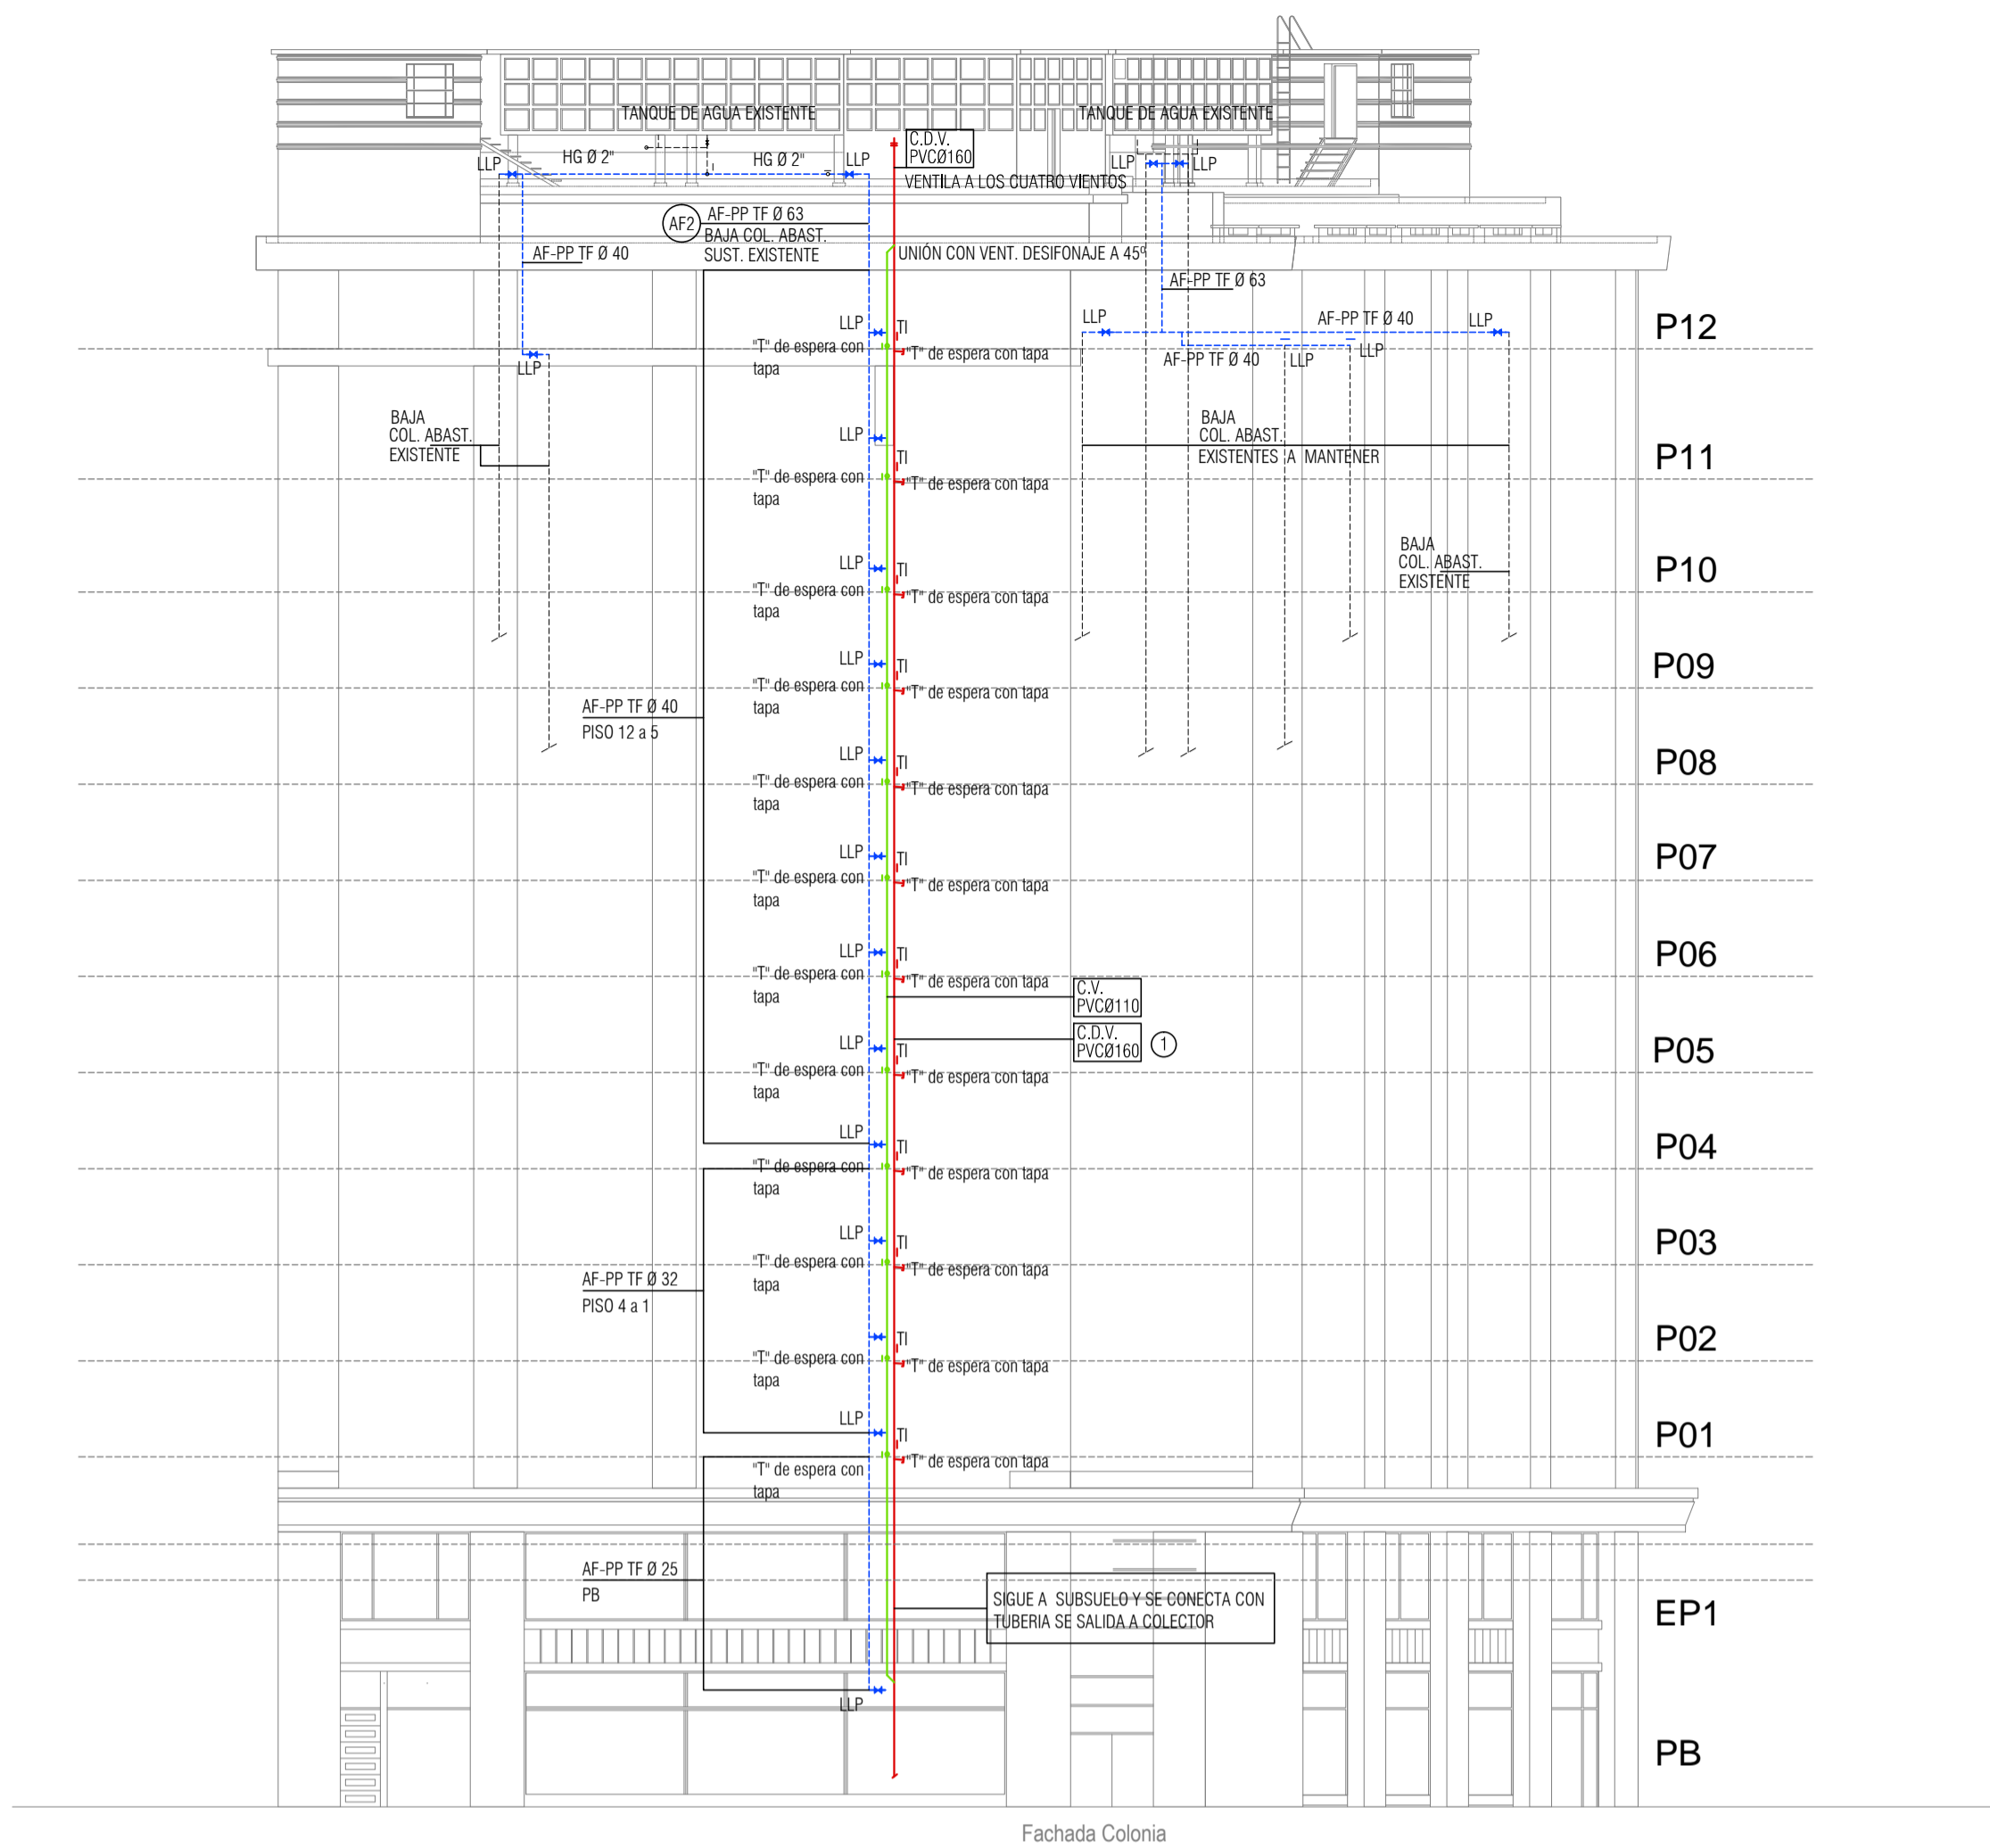 TANQUE DE AGUA EXISTENTE
TANQUE DE AGUA EXISTENTE
C.D.V.
PVCØ160
LLP
HG Ø 2"
HG Ø 2"
LLP
LLP
LLP
VENTILA A LOS CUATRO VIENTOS
AF2
AF-PP TF Ø 63
BAJA COL. ABAST.
SUST. EXISTENTE
AF-PP TF Ø 40
UNIÓN CON VENT. DESIFONAJE A 45º
AF-PP TF Ø 63
LLP
TI
LLP
AF-PP TF Ø 40
LLP
P12
"T" de espera con
tapa
"T" de espera con tapa
LLP
AF-PP TF Ø 40
LLP
LLP
BAJA
COL. ABAST.
EXISTENTE
BAJA
COL. ABAST.
EXISTENTES A MANTENER
LLP
TI
P11
"T" de espera con
tapa
"T" de espera con tapa
BAJA
COL. ABAST.
EXISTENTE
LLP
TI
P10
"T" de espera con
tapa
"T" de espera con tapa
LLP
TI
P09
"T" de espera con
tapa
"T" de espera con tapa
AF-PP TF Ø 40
PISO 12 a 5
LLP
TI
P08
"T" de espera con
tapa
"T" de espera con tapa
LLP
TI
P07
"T" de espera con
tapa
"T" de espera con tapa
LLP
TI
P06
"T" de espera con
tapa
"T" de espera con tapa
C.V.
PVCØ110
C.D.V.
PVCØ160
1
LLP
TI
P05
"T" de espera con
tapa
"T" de espera con tapa
LLP
TI
P04
"T" de espera con
tapa
"T" de espera con tapa
LLP
TI
P03
"T" de espera con
tapa
"T" de espera con tapa
AF-PP TF Ø 32
PISO 4 a 1
LLP
TI
P02
"T" de espera con
tapa
"T" de espera con tapa
LLP
TI
P01
"T" de espera con
tapa
"T" de espera con tapa
AF-PP TF Ø 25
PB
SIGUE A SUBSUELO Y SE CONECTA CON
TUBERIA SE SALIDA A COLECTOR
EP1
LLP
PB
Fachada Colonia